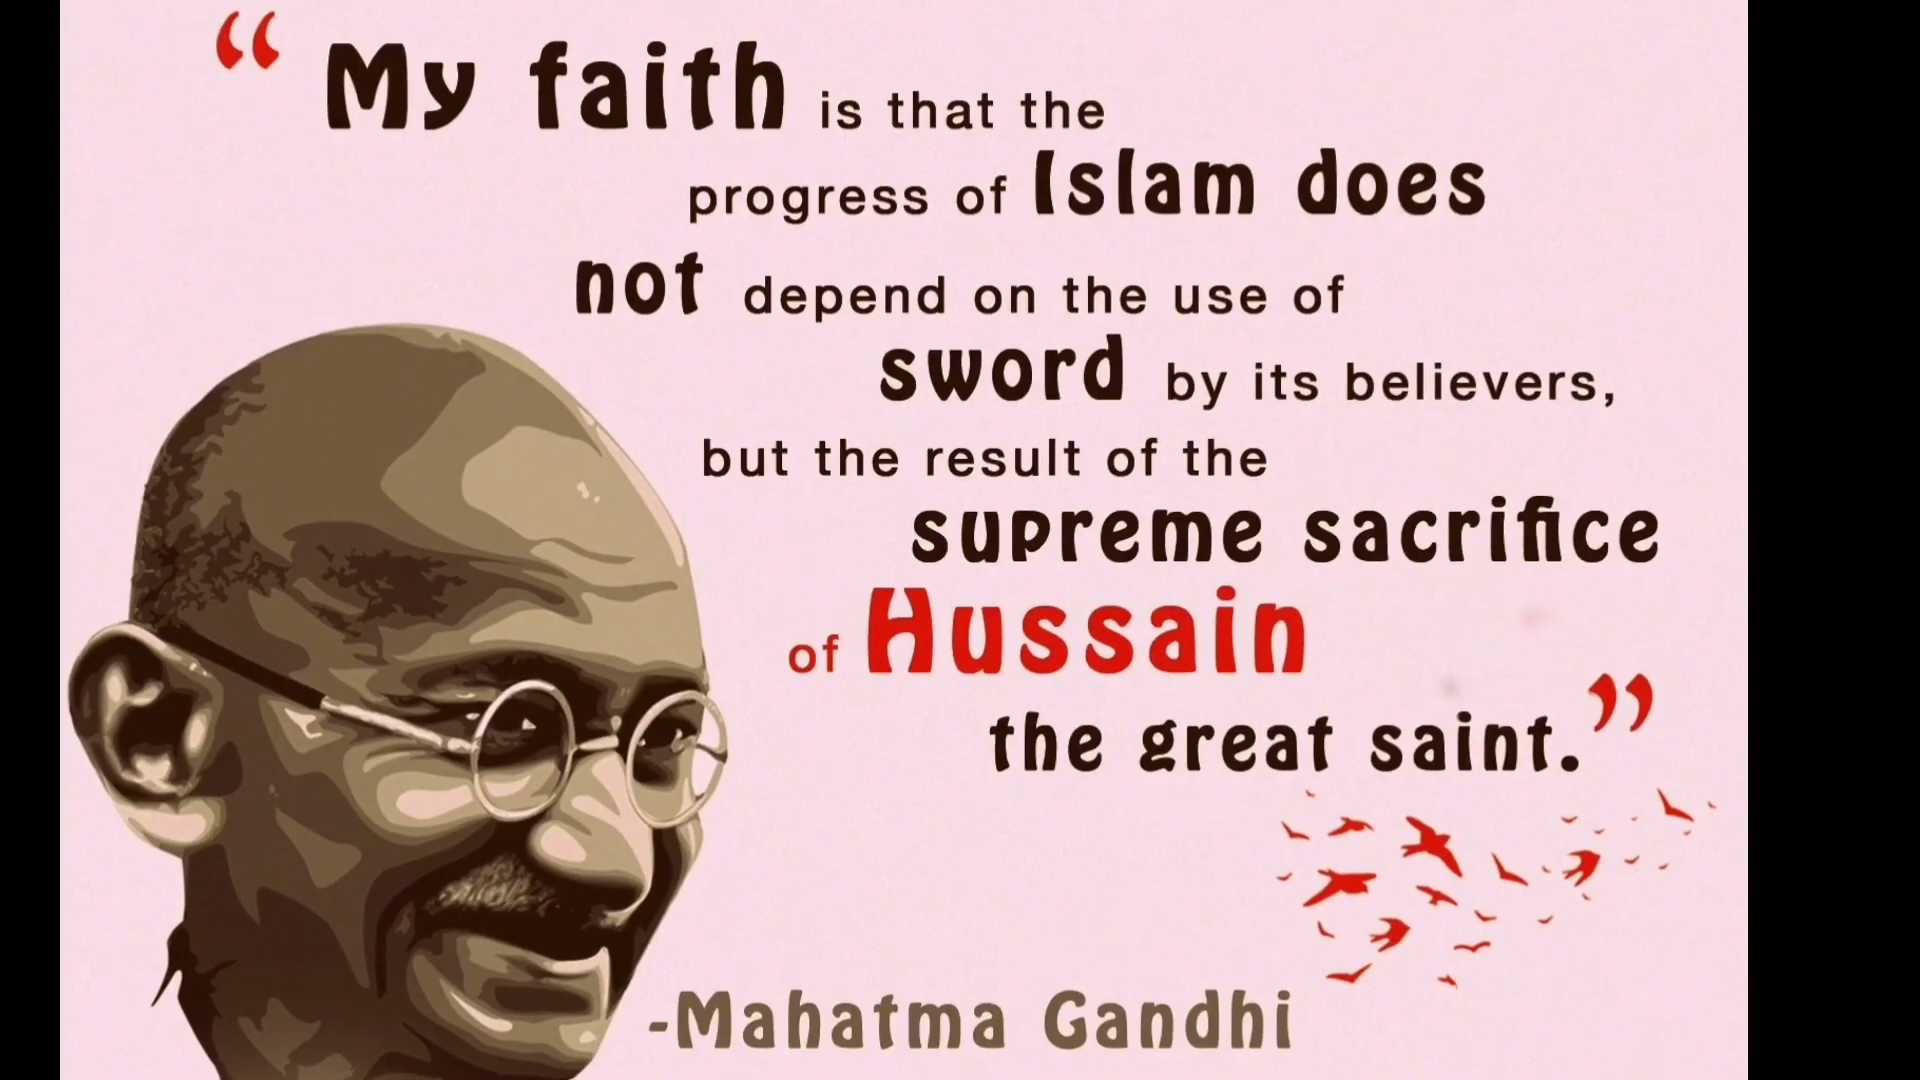 “ My faith is that the
progress of Islam does
not depend on the use of
sword by its believers,
but the result of the
supreme sacrifice
of Hussain
the great saint.”
-Mahatma Gandhi